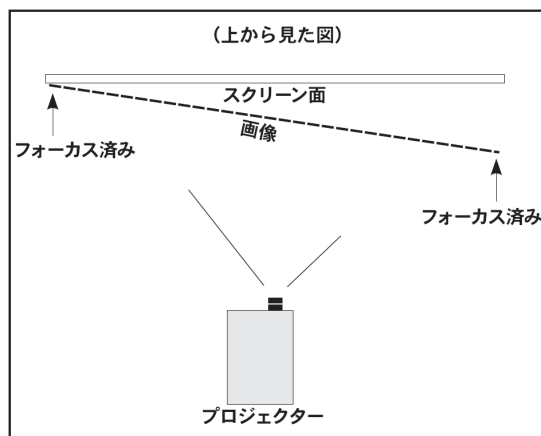 （上から見た図）
スクリーン面
画像
フォーカス済み
フォーカス済み
プロジェクター